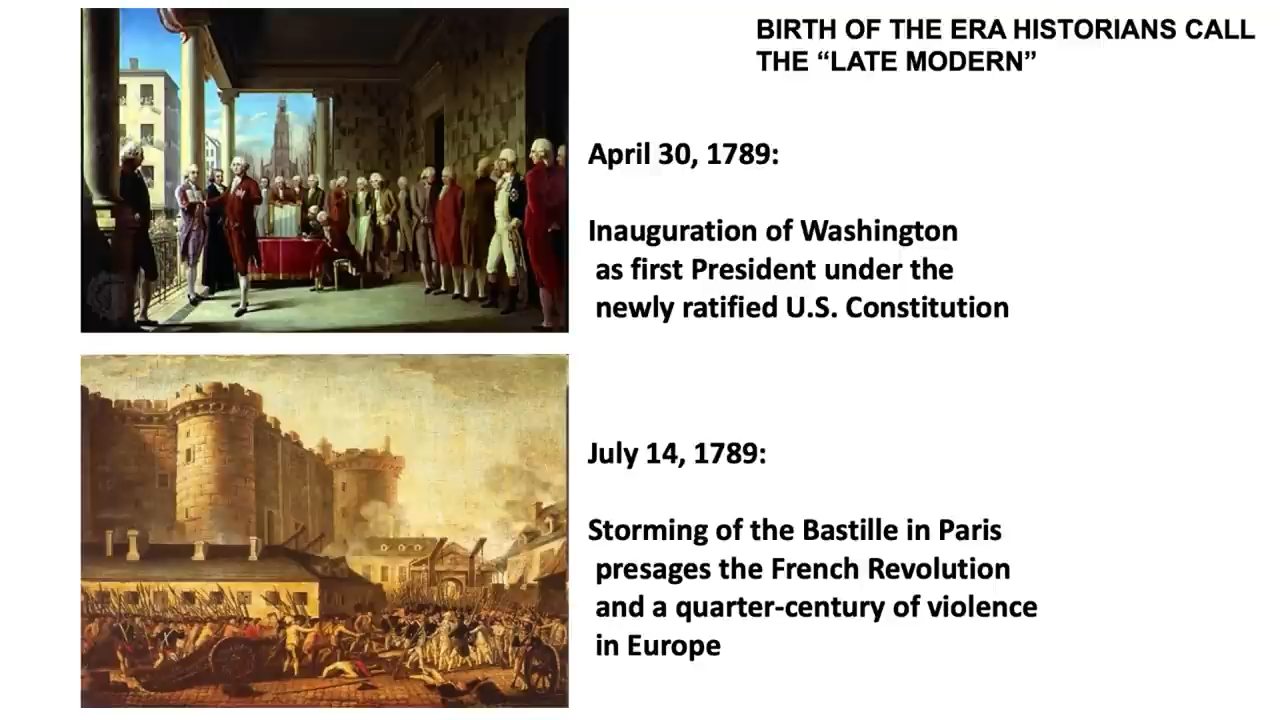 BIRTH OF THE ERA HISTORIANS CALL
THE “LATE MODERN”
April 30, 1789:
Inauguration of Washington
as first President under the
newly ratified U.S. Constitution
July 14, 1789:
Storming of the Bastille in Paris
presages the French Revolution
and a quarter-century of violence
in Europe